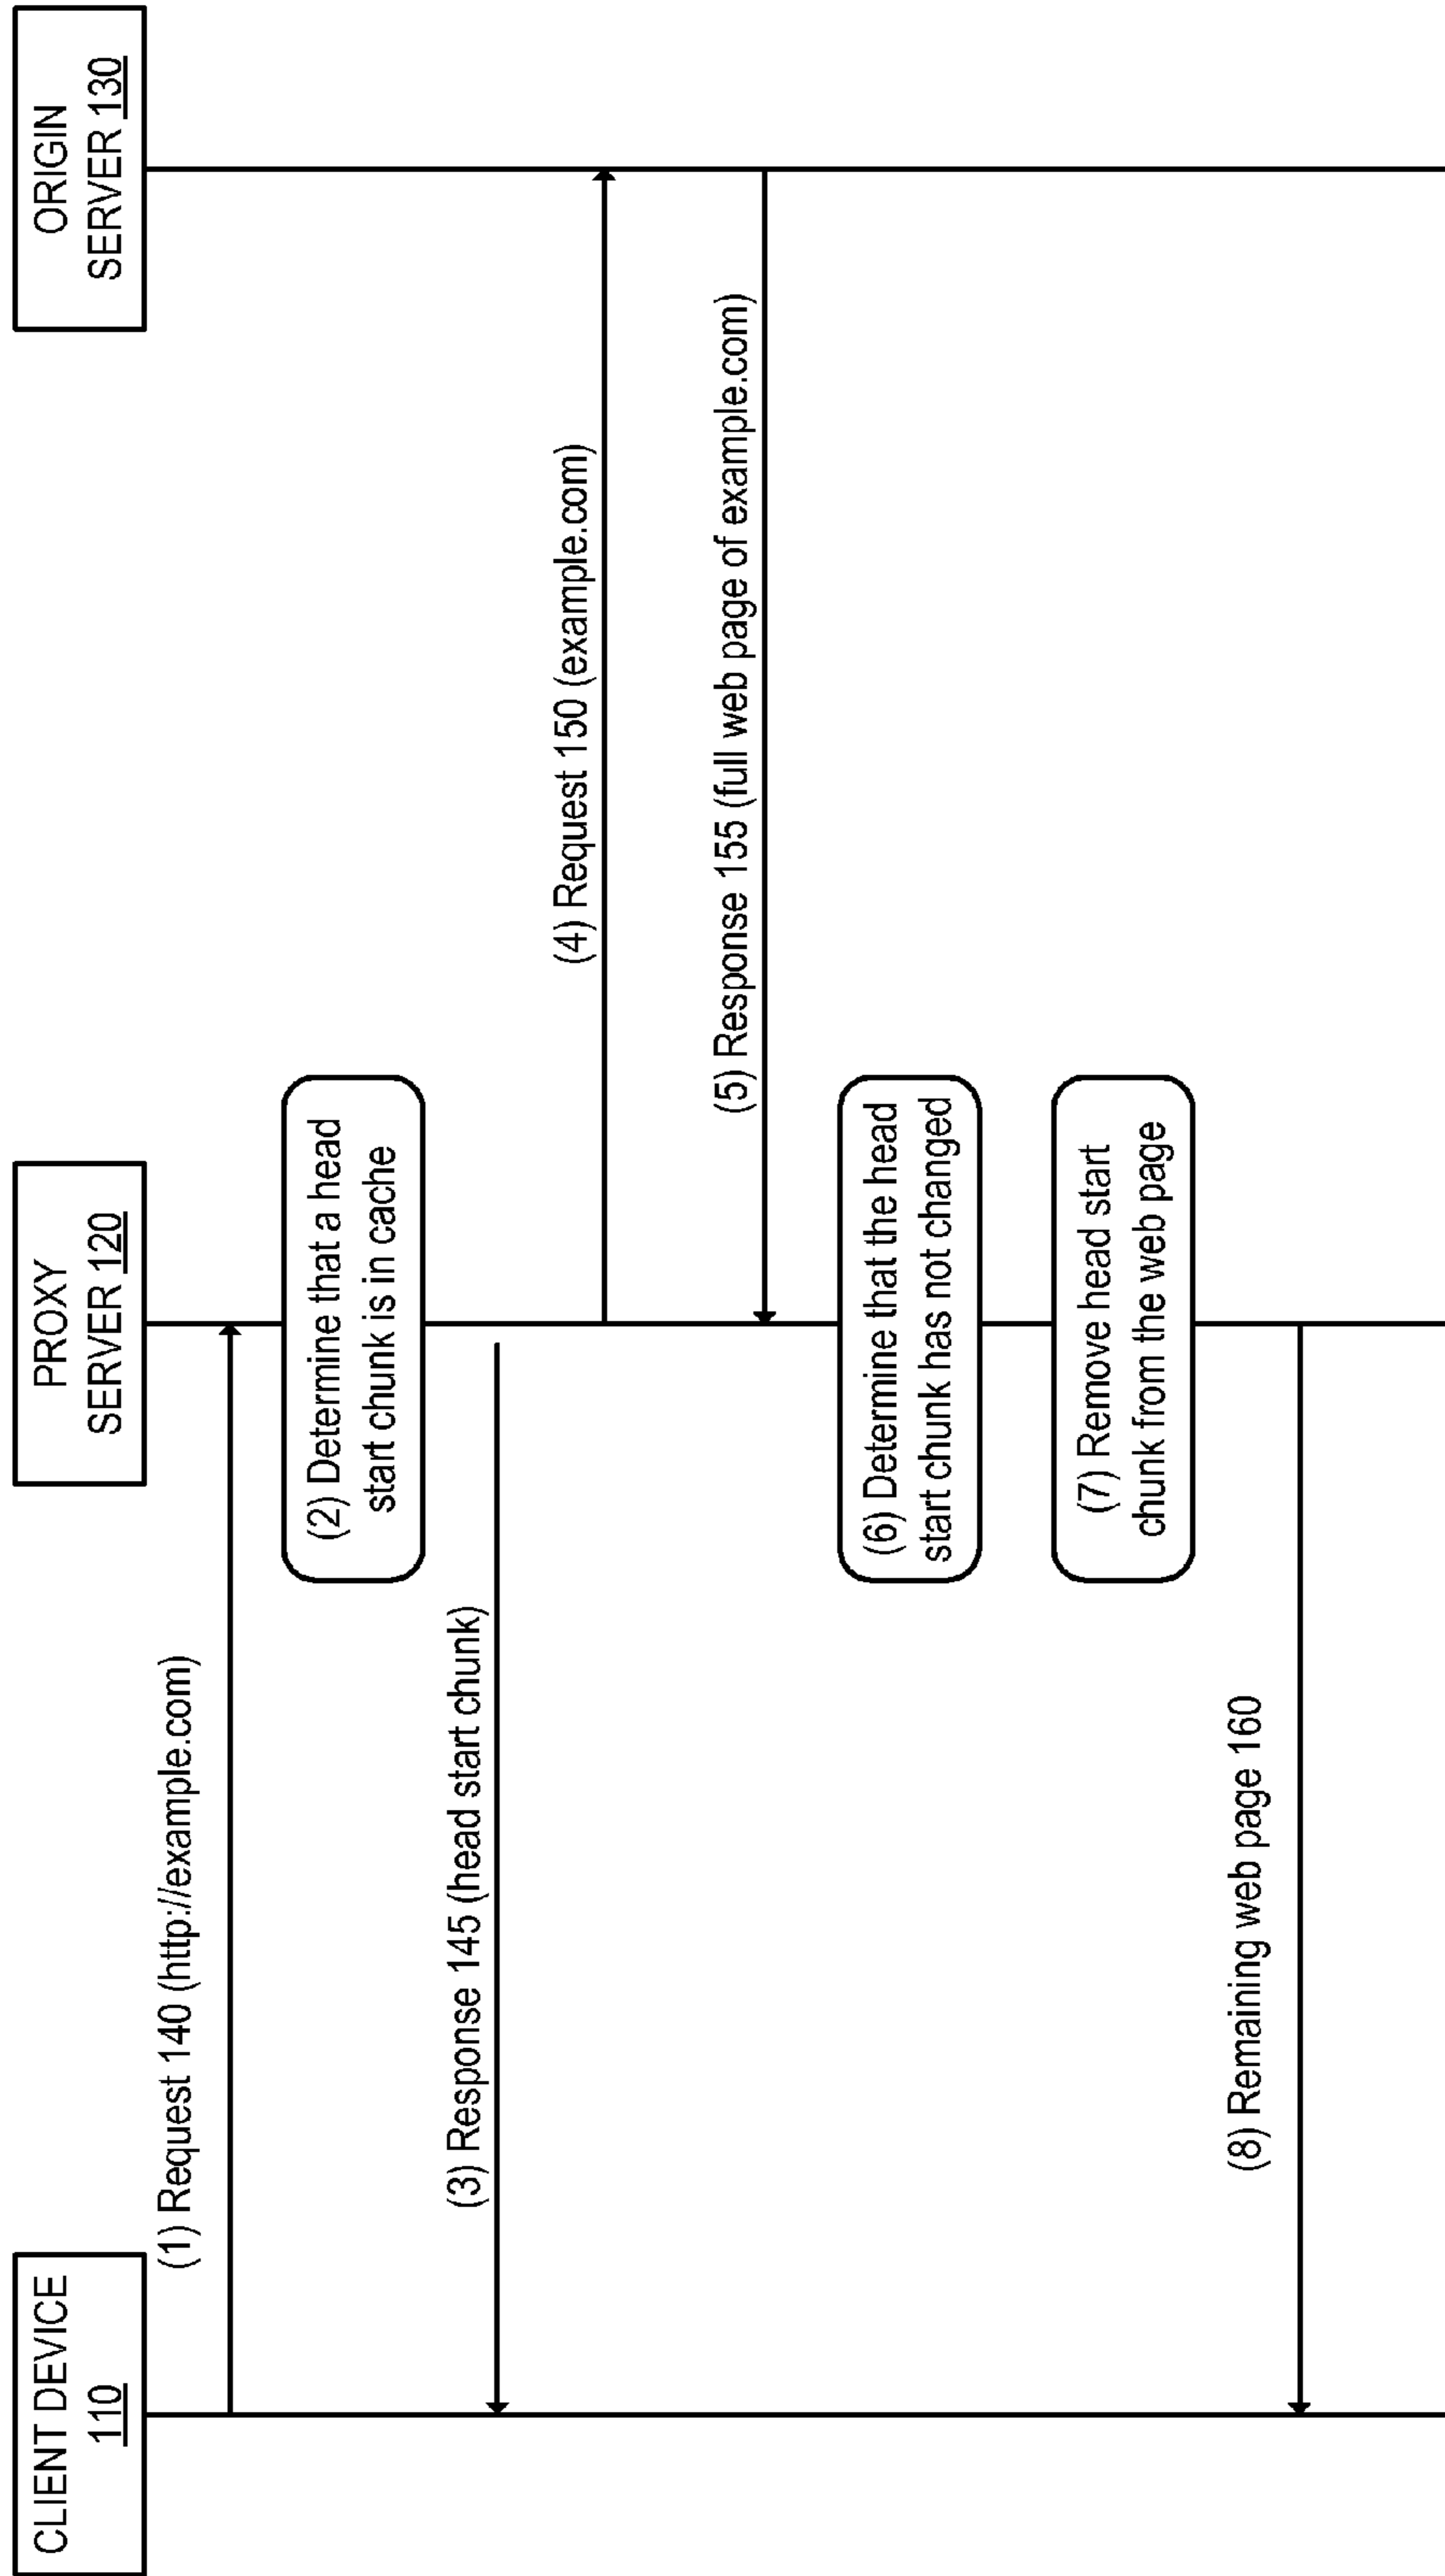 CLIENT DEVICE
110
PROXY
SERVER 120
ORIGIN
SERVER 130
(1) Request 140 (http://example.com)
(2) Determine that a head
start chunk is in cache
(3) Response 145 (head start chunk)
(4) Request 150 (example.com)
(5) Response 155 (full web page of example.com)
(6) Determine that the head
start chunk has not changed
(7) Remove head start
chunk from the web page
(8) Remaining web page 160